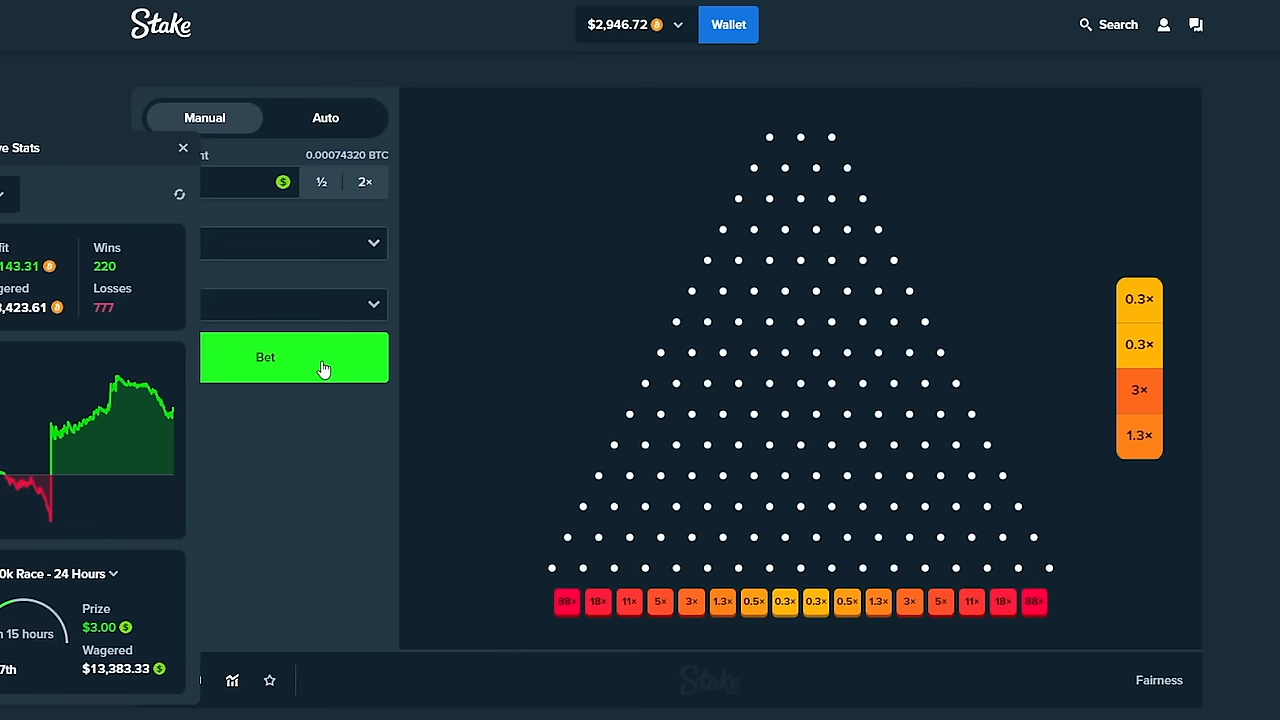 Stake
$2,946.72
Wallet
Search
Manual
Auto
ve Stats
nt
0.00074320 BTC
½
2×
fit
Wins
143.31
220
gered
Losses
3,423.61
777
Bet
0.3×
0.3×
3×
1.3×
0k Race - 24 Hours
Prize
$3.00
n 15 hours
Wagered
7th
$13,383.33
88× 18× 11× 5× 3× 1.3× 0.5× 0.3× 0.3× 0.5× 1.3× 3× 5× 11× 18× 88×
Stake
Fairness